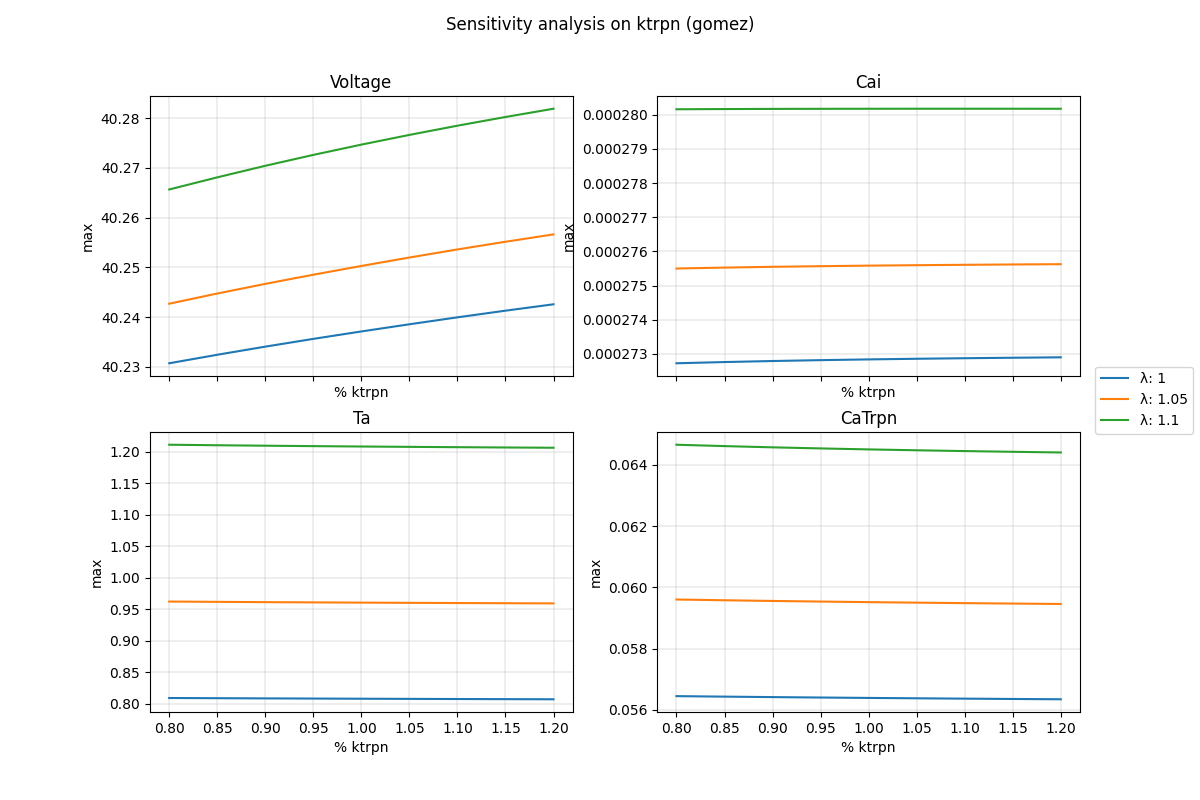 Sensitivity analysis on ktrpn (gomez)
Voltage
40.28
40.27
40.26
40.25
40.24
40.23
max
% ktrpn
Cai
0.000280
0.000279
0.000278
0.000277
0.000276
0.000275
0.000274
0.000273
max
% ktrpn
λ: 1
λ: 1.05
λ: 1.1
Ta
1.20
1.15
1.10
1.05
1.00
0.95
0.90
0.85
0.80
max
0.80 0.85 0.90 0.95 1.00 1.05 1.10 1.15 1.20
% ktrpn
CaTrpn
0.064
0.062
0.060
0.058
0.056
max
0.80 0.85 0.90 0.95 1.00 1.05 1.10 1.15 1.20
% ktrpn